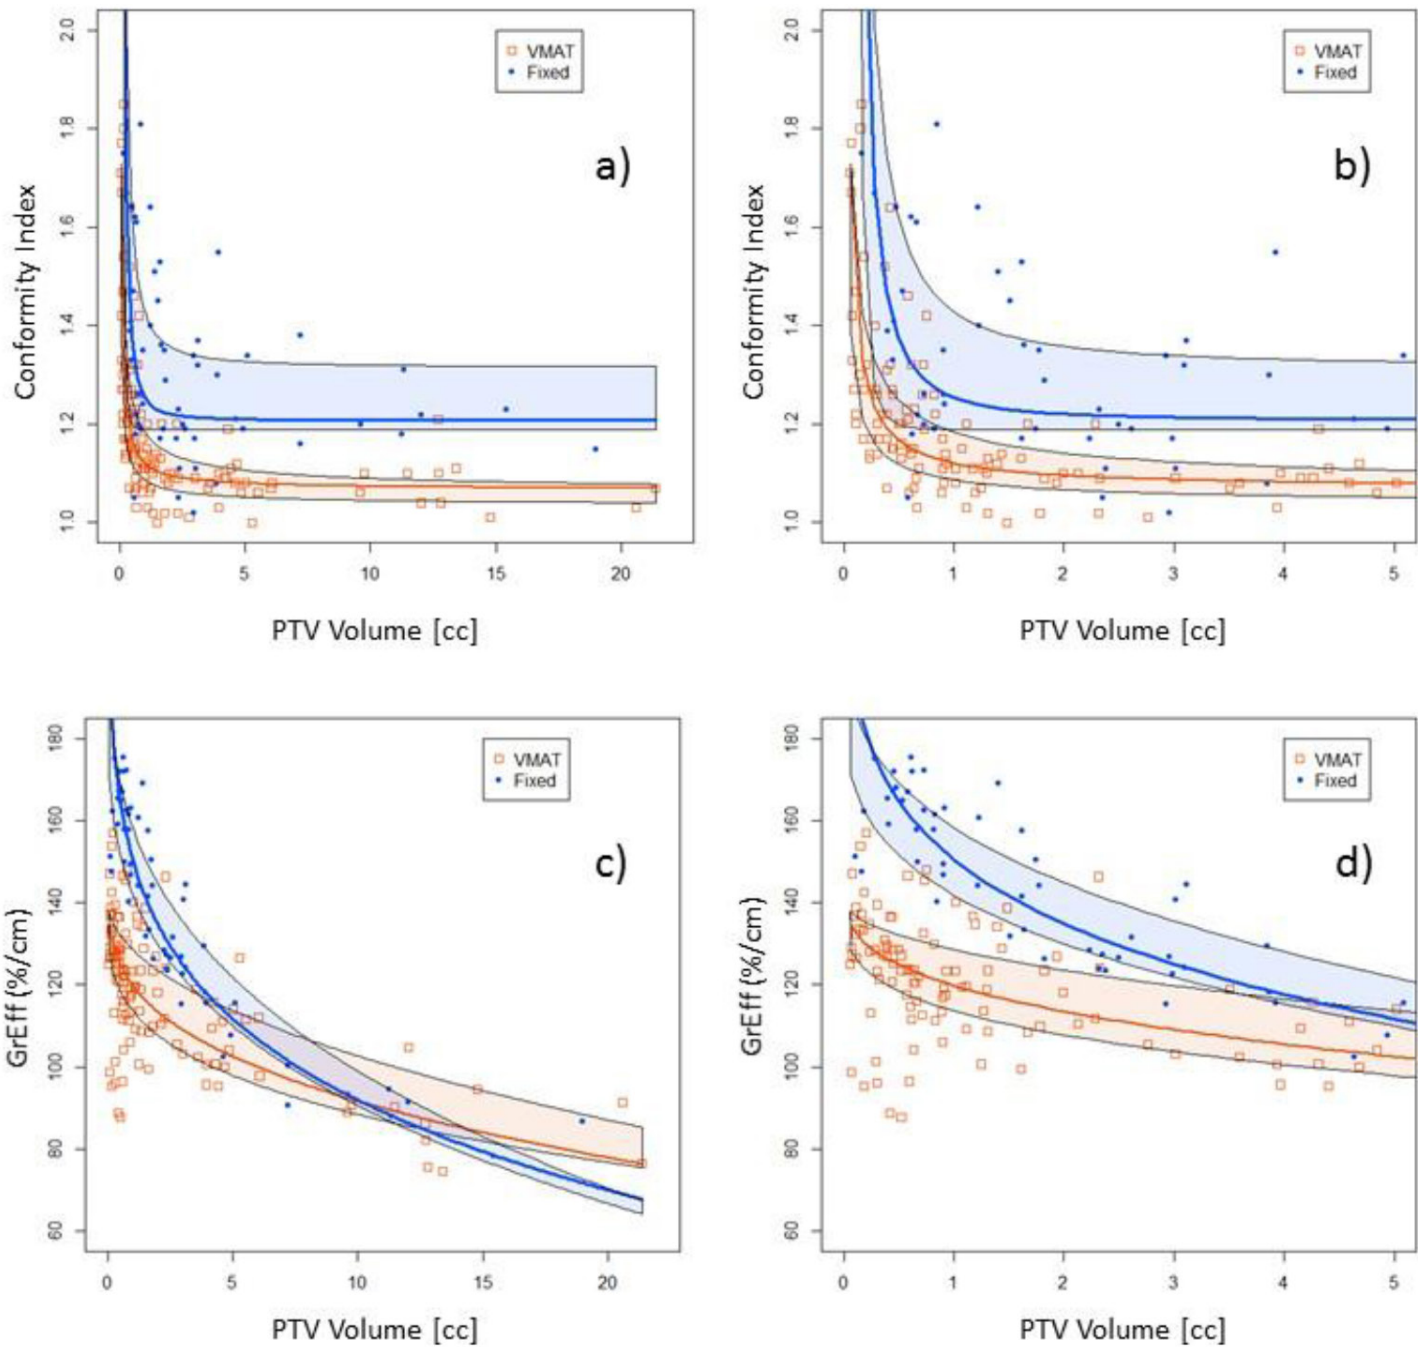 Conformity Index
2.0
1.8
1.6
1.4
1.2
1.0
VMAT
Fixed
a)
0 5 10 15 20
PTV Volume [cc]
Conformity Index
2.0
1.8
1.6
1.4
1.2
1.0
VMAT
Fixed
b)
0 1 2 3 4 5
PTV Volume [cc]
GrEff (%/cm)
180
160
140
120
100
80
60
VMAT
Fixed
c)
0 5 10 15 20
PTV Volume [cc]
GrEff (%/cm)
180
160
140
120
100
80
60
VMAT
Fixed
d)
0 1 2 3 4 5
PTV Volume [cc]